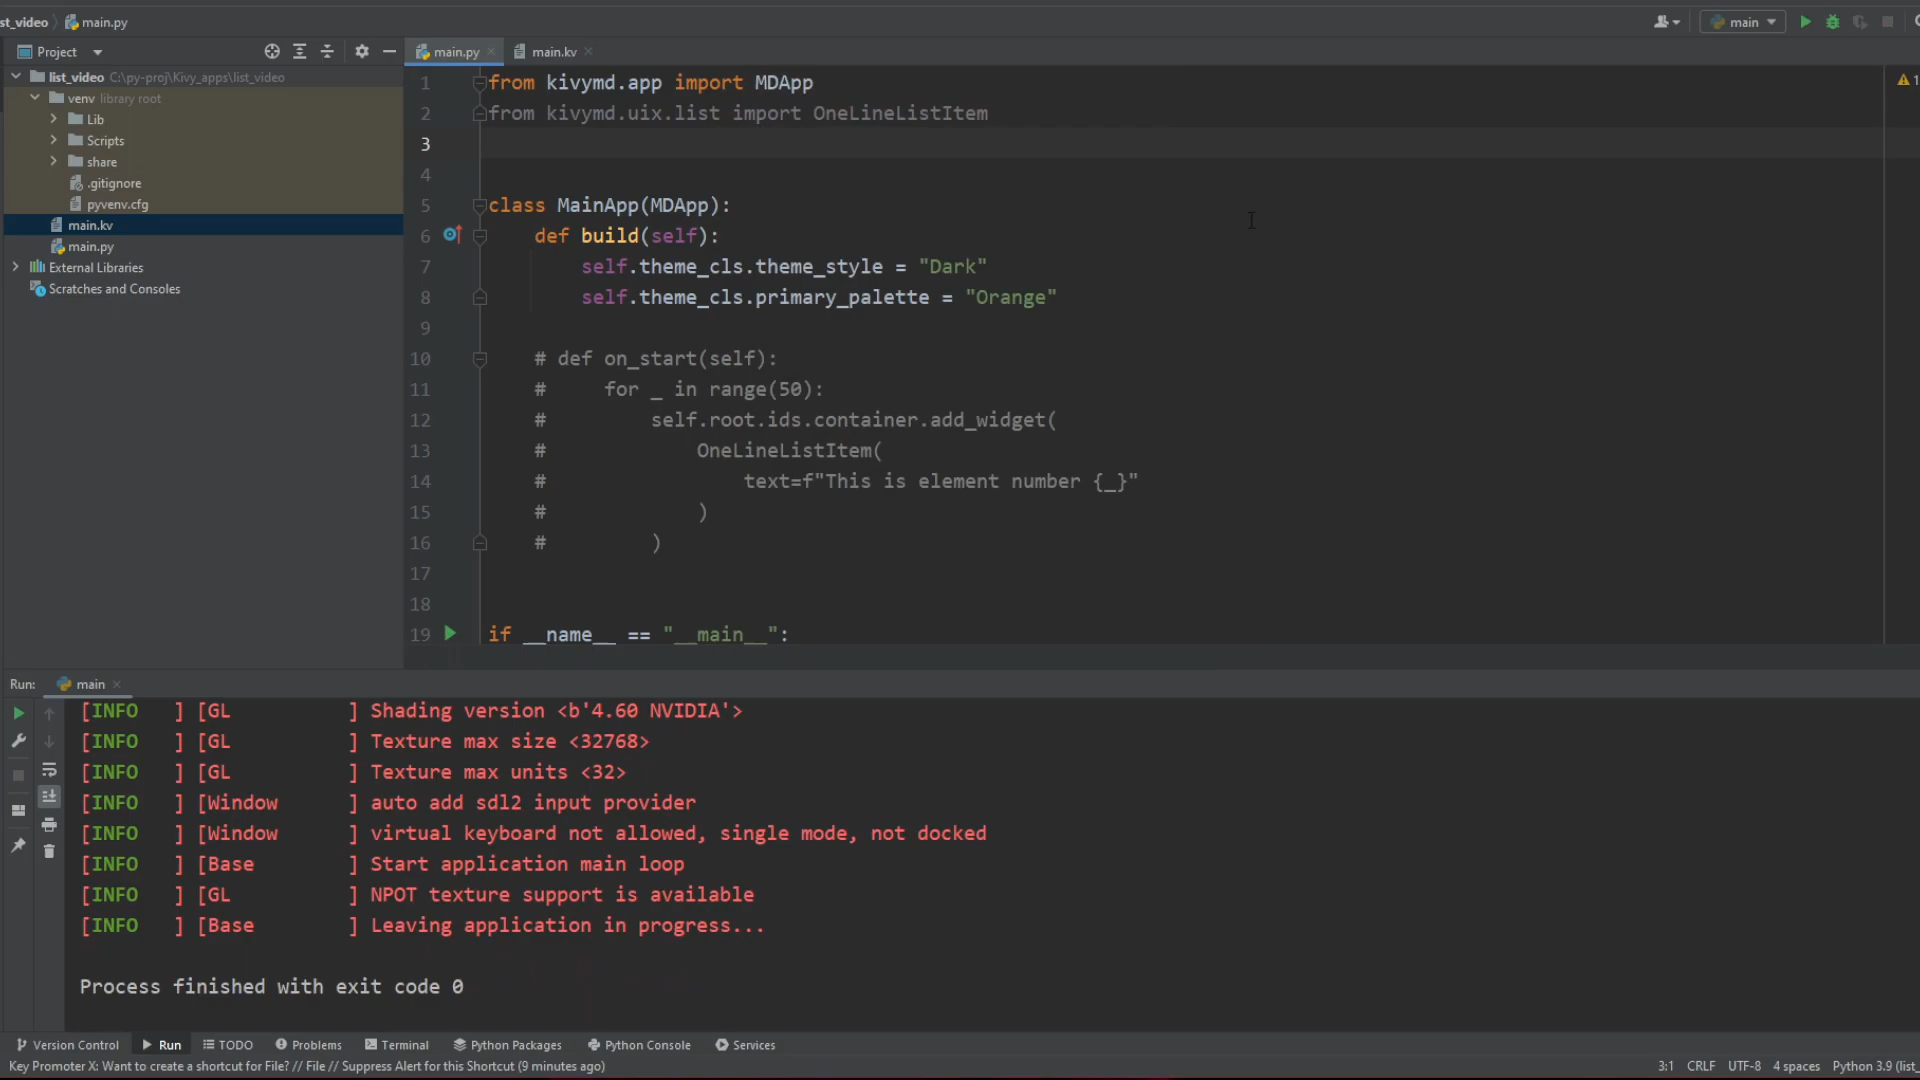 st_video main.py
main
Project
main.py
main.kv
list_video C:\py-proj\Kivy_apps\list_video
venv library root
Lib
Scripts
share
.gitignore
pyvenv.cfg
main.kv
main.py
External Libraries
Scratches and Consoles
1 from kivymd.app import MDApp
2 from kivymd.uix.list import OneLineListItem
3
4
5 class MainApp(MDApp):
6 def build(self):
7 self.theme_cls.theme_style = "Dark"
8 self.theme_cls.primary_palette = "Orange"
9
10 # def on_start(self):
11 # for _ in range(50):
12 # self.root.ids.container.add_widget(
13 # OneLineListItem(
14 # text=f"This is element number {_}"
15 # )
16 # )
17
18
19 if __name__ == "__main__":
1
Run: main
[INFO ] [GL ] Shading version <b'4.60 NVIDIA'>
[INFO ] [GL ] Texture max size <32768>
[INFO ] [GL ] Texture max units <32>
[INFO ] [Window ] auto add sdl2 input provider
[INFO ] [Window ] virtual keyboard not allowed, single mode, not docked
[INFO ] [Base ] Start application main loop
[INFO ] [GL ] NPOT texture support is available
[INFO ] [Base ] Leaving application in progress...
Process finished with exit code 0
Version Control Run TODO Problems Terminal Python Packages Python Console Services
Key Promoter X: Want to create a shortcut for File? // File // Suppress Alert for this Shortcut (9 minutes ago) 3:1 CRLF UTF-8 4 spaces Python 3.9 (list_